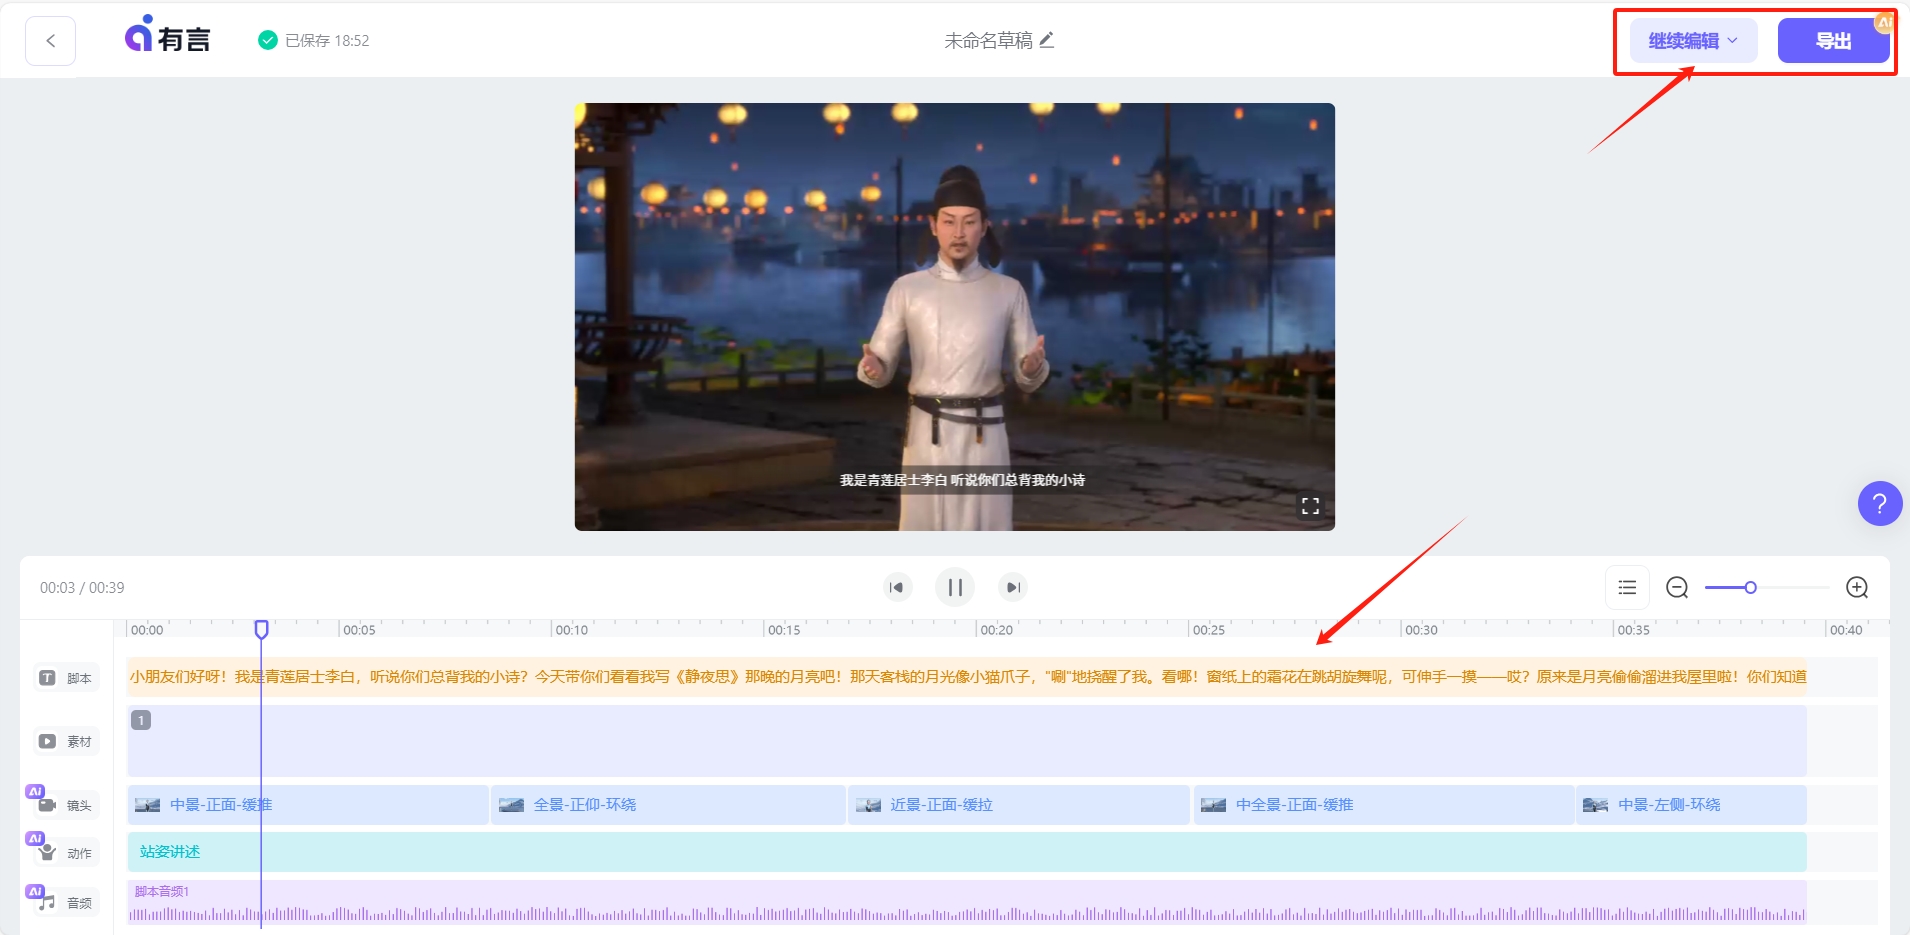 有言
已保存 18:52
未命名草稿
继续编辑
导出
AI
我是青莲居士李白 听说你们总背我的小诗
?
00:03 / 00:39
00:00 00:05 00:10 00:15 00:20 00:25 00:30 00:35 00:40
T 脚本
小朋友们好呀！我是青莲居士李白，听说你们总背我的小诗？今天带你们看看我写《静夜思》那晚的月亮吧！那天客栈的月光像小猫爪子，"唰"地挠醒了我。看哪！窗纸上的霜花在跳胡旋舞呢，可伸手一摸——哎？原来是月亮偷偷溜进我屋里啦！你们知道
素材
1
AI 镜头
中景-正面-缓推
全景-正仰-环绕
近景-正面-缓拉
中全景-正面-缓推
中景-左侧-环绕
AI 动作
站姿讲述
AI 音频
脚本音频1